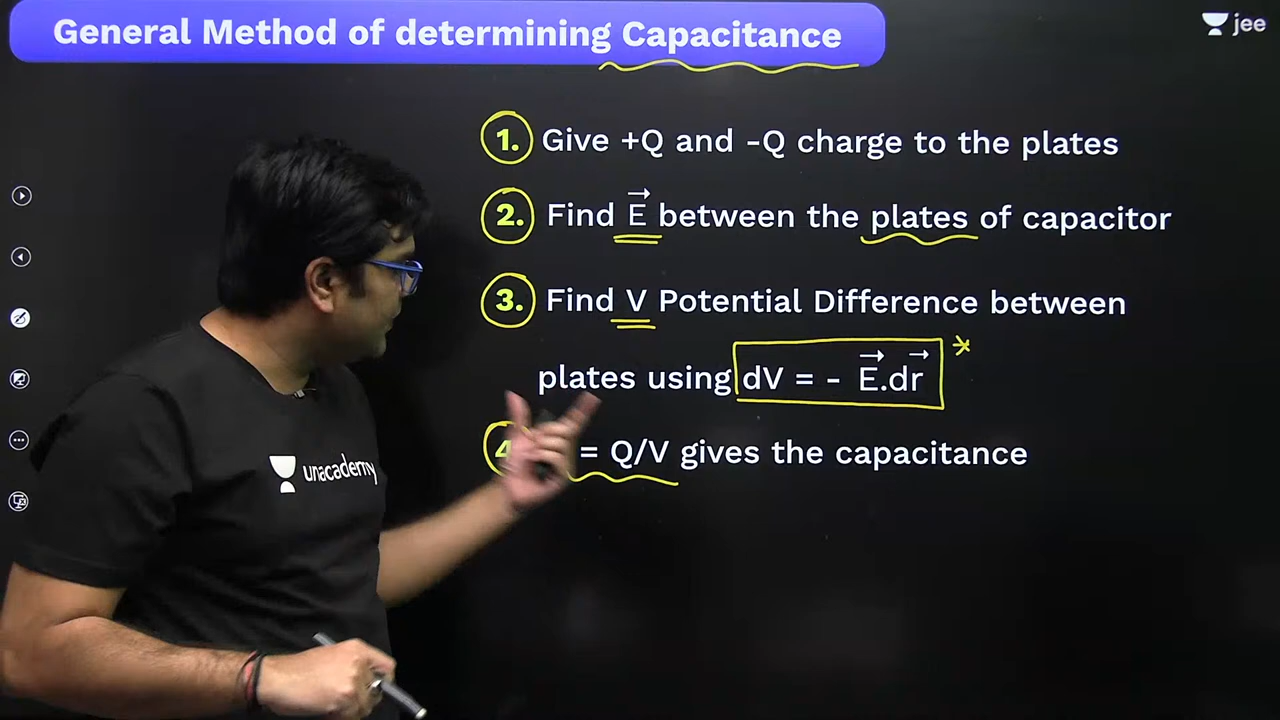 General Method of determining Capacitance
jee
1. Give +Q and -Q charge to the plates
2. Find E⃗ between the plates of capacitor
3. Find V Potential Difference between
plates using dV = - E⃗.dr⃗ *
4. = Q/V gives the capacitance
unacademy